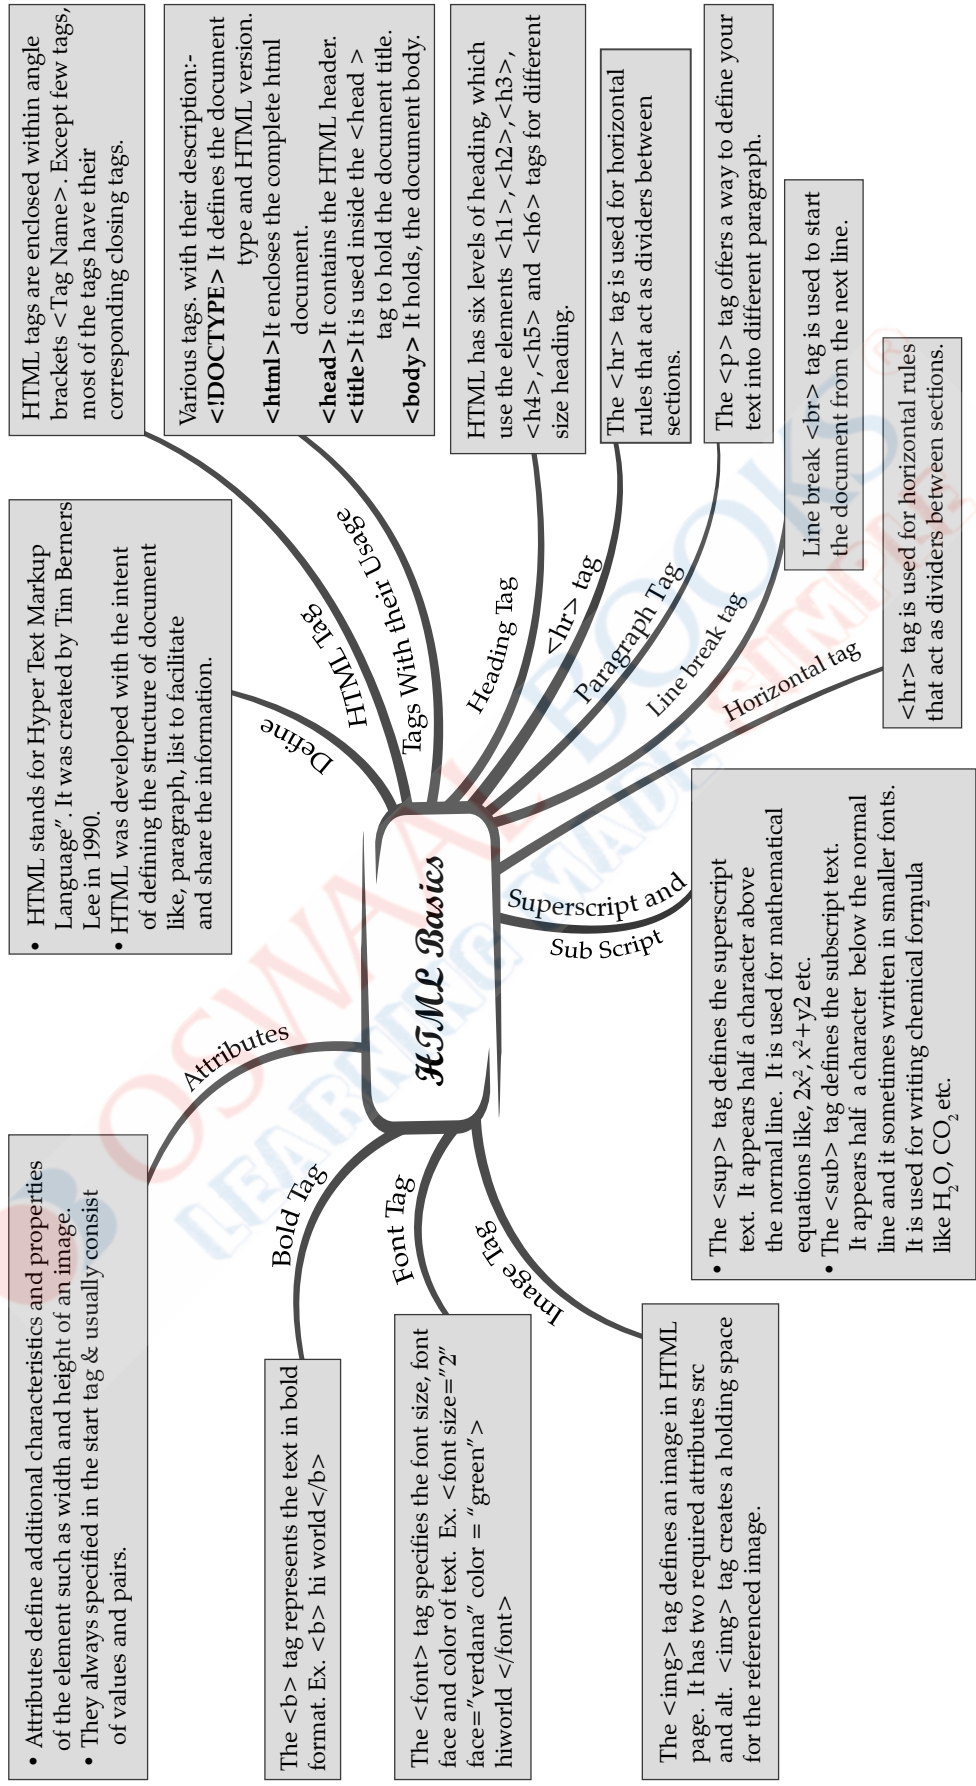 HTML Basics
Define
• HTML stands for Hyper Text Markup
Language”. It was created by Tim Berners
Lee in 1990.
• HTML was developed with the intent
of defining the structure of document
like, paragraph, list to facilitate
and share the information.
HTML Tag
HTML tags are enclosed within angle
brackets <Tag Name>. Except few tags,
most of the tags have their
corresponding closing tags.
Tags With their Usage
Various tags. with their description:-
<!DOCTYPE> It defines the document
type and HTML version.
<html>It encloses the complete html
document.
<head>It contains the HTML header.
<title>It is used inside the <head >
tag to hold the document title.
<body> It holds, the document body.
Heading Tag
HTML has six levels of heading, which
use the elements <h1>,<h2>,<h3>,
<h4>,<h5> and <h6> tags for different
size heading.
<hr> tag
The <hr> tag is used for horizontal
rules that act as dividers between
sections.
Paragraph Tag
The <p> tag offers a way to define your
text into different paragraph.
Line break tag
Line break <br> tag is used to start
the document from the next line.
Horizontal tag
<hr> tag is used for horizontal rules
that act as dividers between sections.
Superscript and
Sub Script
• The <sup> tag defines the superscript
text. It appears half a character above
the normal line. It is used for mathematical
equations like, 2x², x²+y2 etc.
• The <sub> tag defines the subscript text.
It appears half a character below the normal
line and it sometimes written in smaller fonts.
It is used for writing chemical formula
like H₂O, CO₂ etc.
Attributes
• Attributes define additional characteristics and properties
of the element such as width and height of an image.
• They always specified in the start tag & usually consist
of values and pairs.
Bold Tag
The <b> tag represents the text in bold
format. Ex. <b> hi world</b>
Font Tag
The <font> tag specifies the font size, font
face and color of text. Ex. <font size=”2”
face=”verdana” color = “green”>
hiworld </font>
Image Tag
The <img> tag defines an image in HTML
page. It has two required attributes src
and alt. <img> tag creates a holding space
for the referenced image.
OSWAAL BOOKS ®
LEARNING MADE SIMPLE